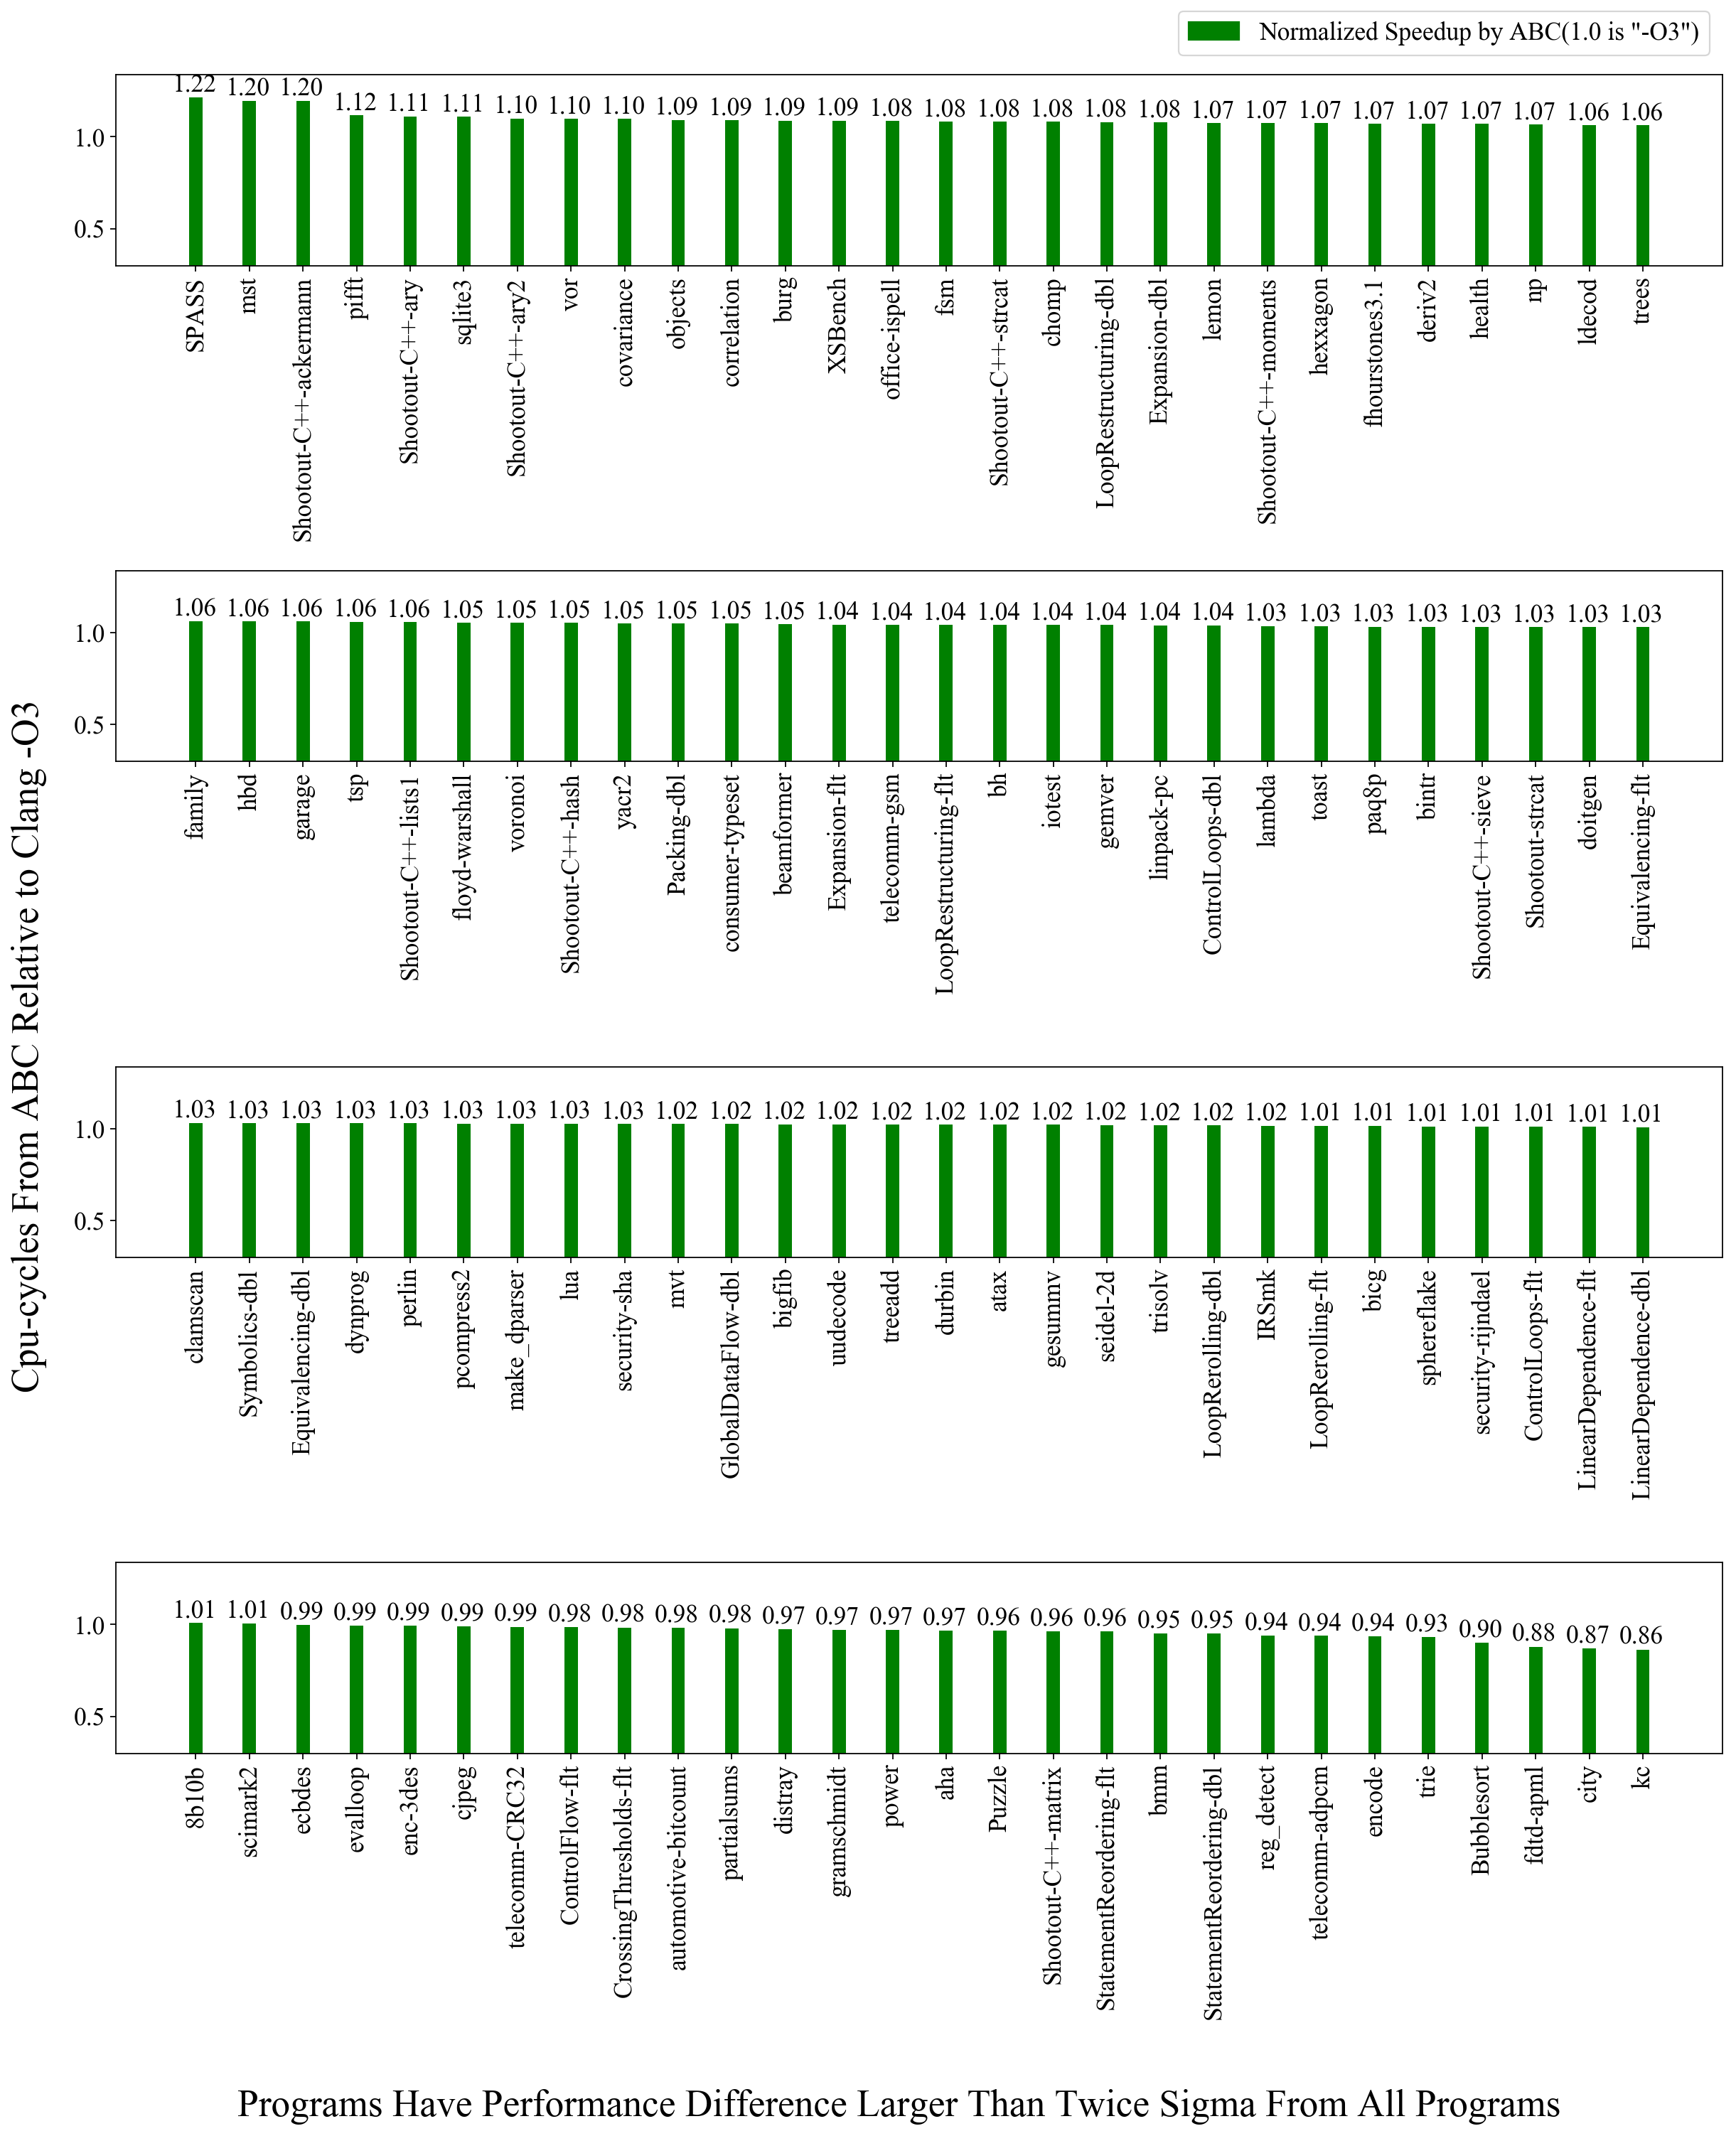 Normalized Speedup by ABC(1.0 is "-O3")
1.22 1.20 1.20 1.12 1.11 1.11 1.10 1.10 1.10 1.09 1.09 1.09 1.09 1.08 1.08 1.08 1.08 1.08 1.08 1.07 1.07 1.07 1.07 1.07 1.07 1.07 1.06 1.06
1.0
0.5
SPASS
mst
Shootout-C++-ackermann
pifft
Shootout-C++-ary
sqlite3
Shootout-C++-ary2
vor
covariance
objects
correlation
burg
XSBench
office-ispell
fsm
Shootout-C++-strcat
chomp
LoopRestructuring-dbl
Expansion-dbl
lemon
Shootout-C++-moments
hexxagon
fhourstones3.1
deriv2
health
np
ldecod
trees
Cpu-cycles From ABC Relative to Clang -O3
1.06 1.06 1.06 1.06 1.06 1.05 1.05 1.05 1.05 1.05 1.05 1.05 1.04 1.04 1.04 1.04 1.04 1.04 1.04 1.04 1.03 1.03 1.03 1.03 1.03 1.03 1.03 1.03
1.0
0.5
family
hbd
garage
tsp
Shootout-C++-lists1
floyd-warshall
voronoi
Shootout-C++-hash
yacr2
Packing-dbl
consumer-typeset
beamformer
Expansion-flt
telecomm-gsm
LoopRestructuring-flt
bh
iotest
genver
linpack-pc
ControlLoops-dbl
lambda
toast
paq8p
bintr
Shootout-C++-sieve
Shootout-strcat
doitgen
Equivalencing-flt
1.03 1.03 1.03 1.03 1.03 1.03 1.03 1.03 1.03 1.02 1.02 1.02 1.02 1.02 1.02 1.02 1.02 1.02 1.02 1.02 1.02 1.01 1.01 1.01 1.01 1.01 1.01 1.01
1.0
0.5
clamscan
Symbolics-dbl
Equivalencing-dbl
dynprog
perlin
pcompress2
make_dparser
lua
security-sha
mvt
GlobalDataFlow-dbl
bigfib
uudecode
treadd
durbin
atax
gesummv
seidel-2d
trisolv
LoopRerolling-dbl
IRSmk
LoopRerolling-flt
bicg
sphereflake
security-rijndael
ControlLoops-flt
LinearDependence-flt
LinearDependence-dbl
1.01 1.01 0.99 0.99 0.99 0.99 0.99 0.98 0.98 0.98 0.98 0.97 0.97 0.97 0.97 0.96 0.96 0.96 0.95 0.95 0.94 0.94 0.94 0.93 0.90 0.88 0.87 0.86
1.0
0.5
8b10b
scimark2
ecbdes
evalloop
enc-3des
cjpeg
telecomm-CRC32
ControlFlow-flt
CrossingThresholds-flt
automotive-bitcount
partialsums
distray
gramschmidt
power
aha
Puzzle
Shootout-C++-matrix
StatementReordering-flt
bmm
StatementReordering-dbl
reg_detect
telecomm-adpcm
encode
trie
Bubblesort
fdtd-apml
city
kc
Programs Have Performance Difference Larger Than Twice Sigma From All Programs